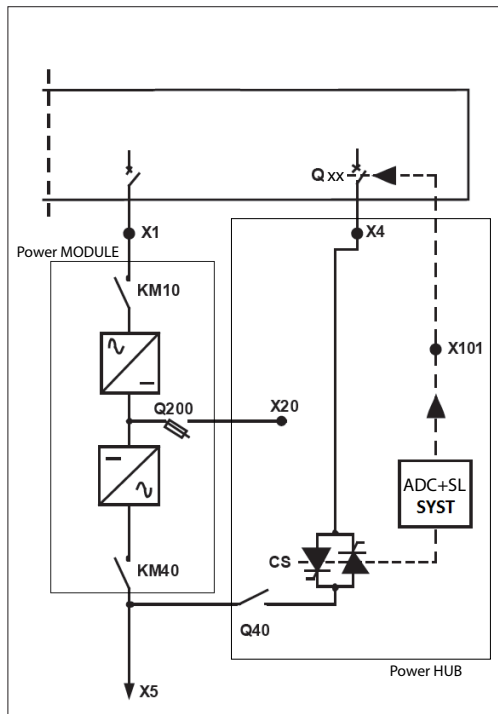 Q xx
X1
X4
Power MODULE
KM10
X101
Q200
X20
ADC+SL
SYST
CS
KM40
Q40
Power HUB
X5